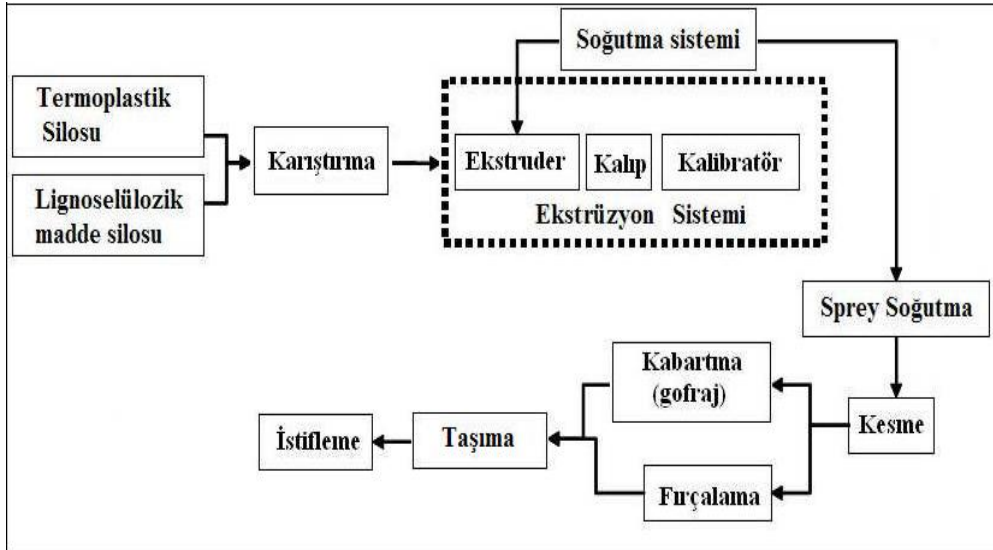 Soğutma sistemi
Termoplastik
Silosu
Lignoselülozik
madde silosu
Karıştırma
Ekstruder
Kalıp
Kalibratör
Ekstrüzyon Sistemi
Sprey Soğutma
Kabartma
(gofraj)
Kesme
Fırçalama
Taşıma
İstifleme